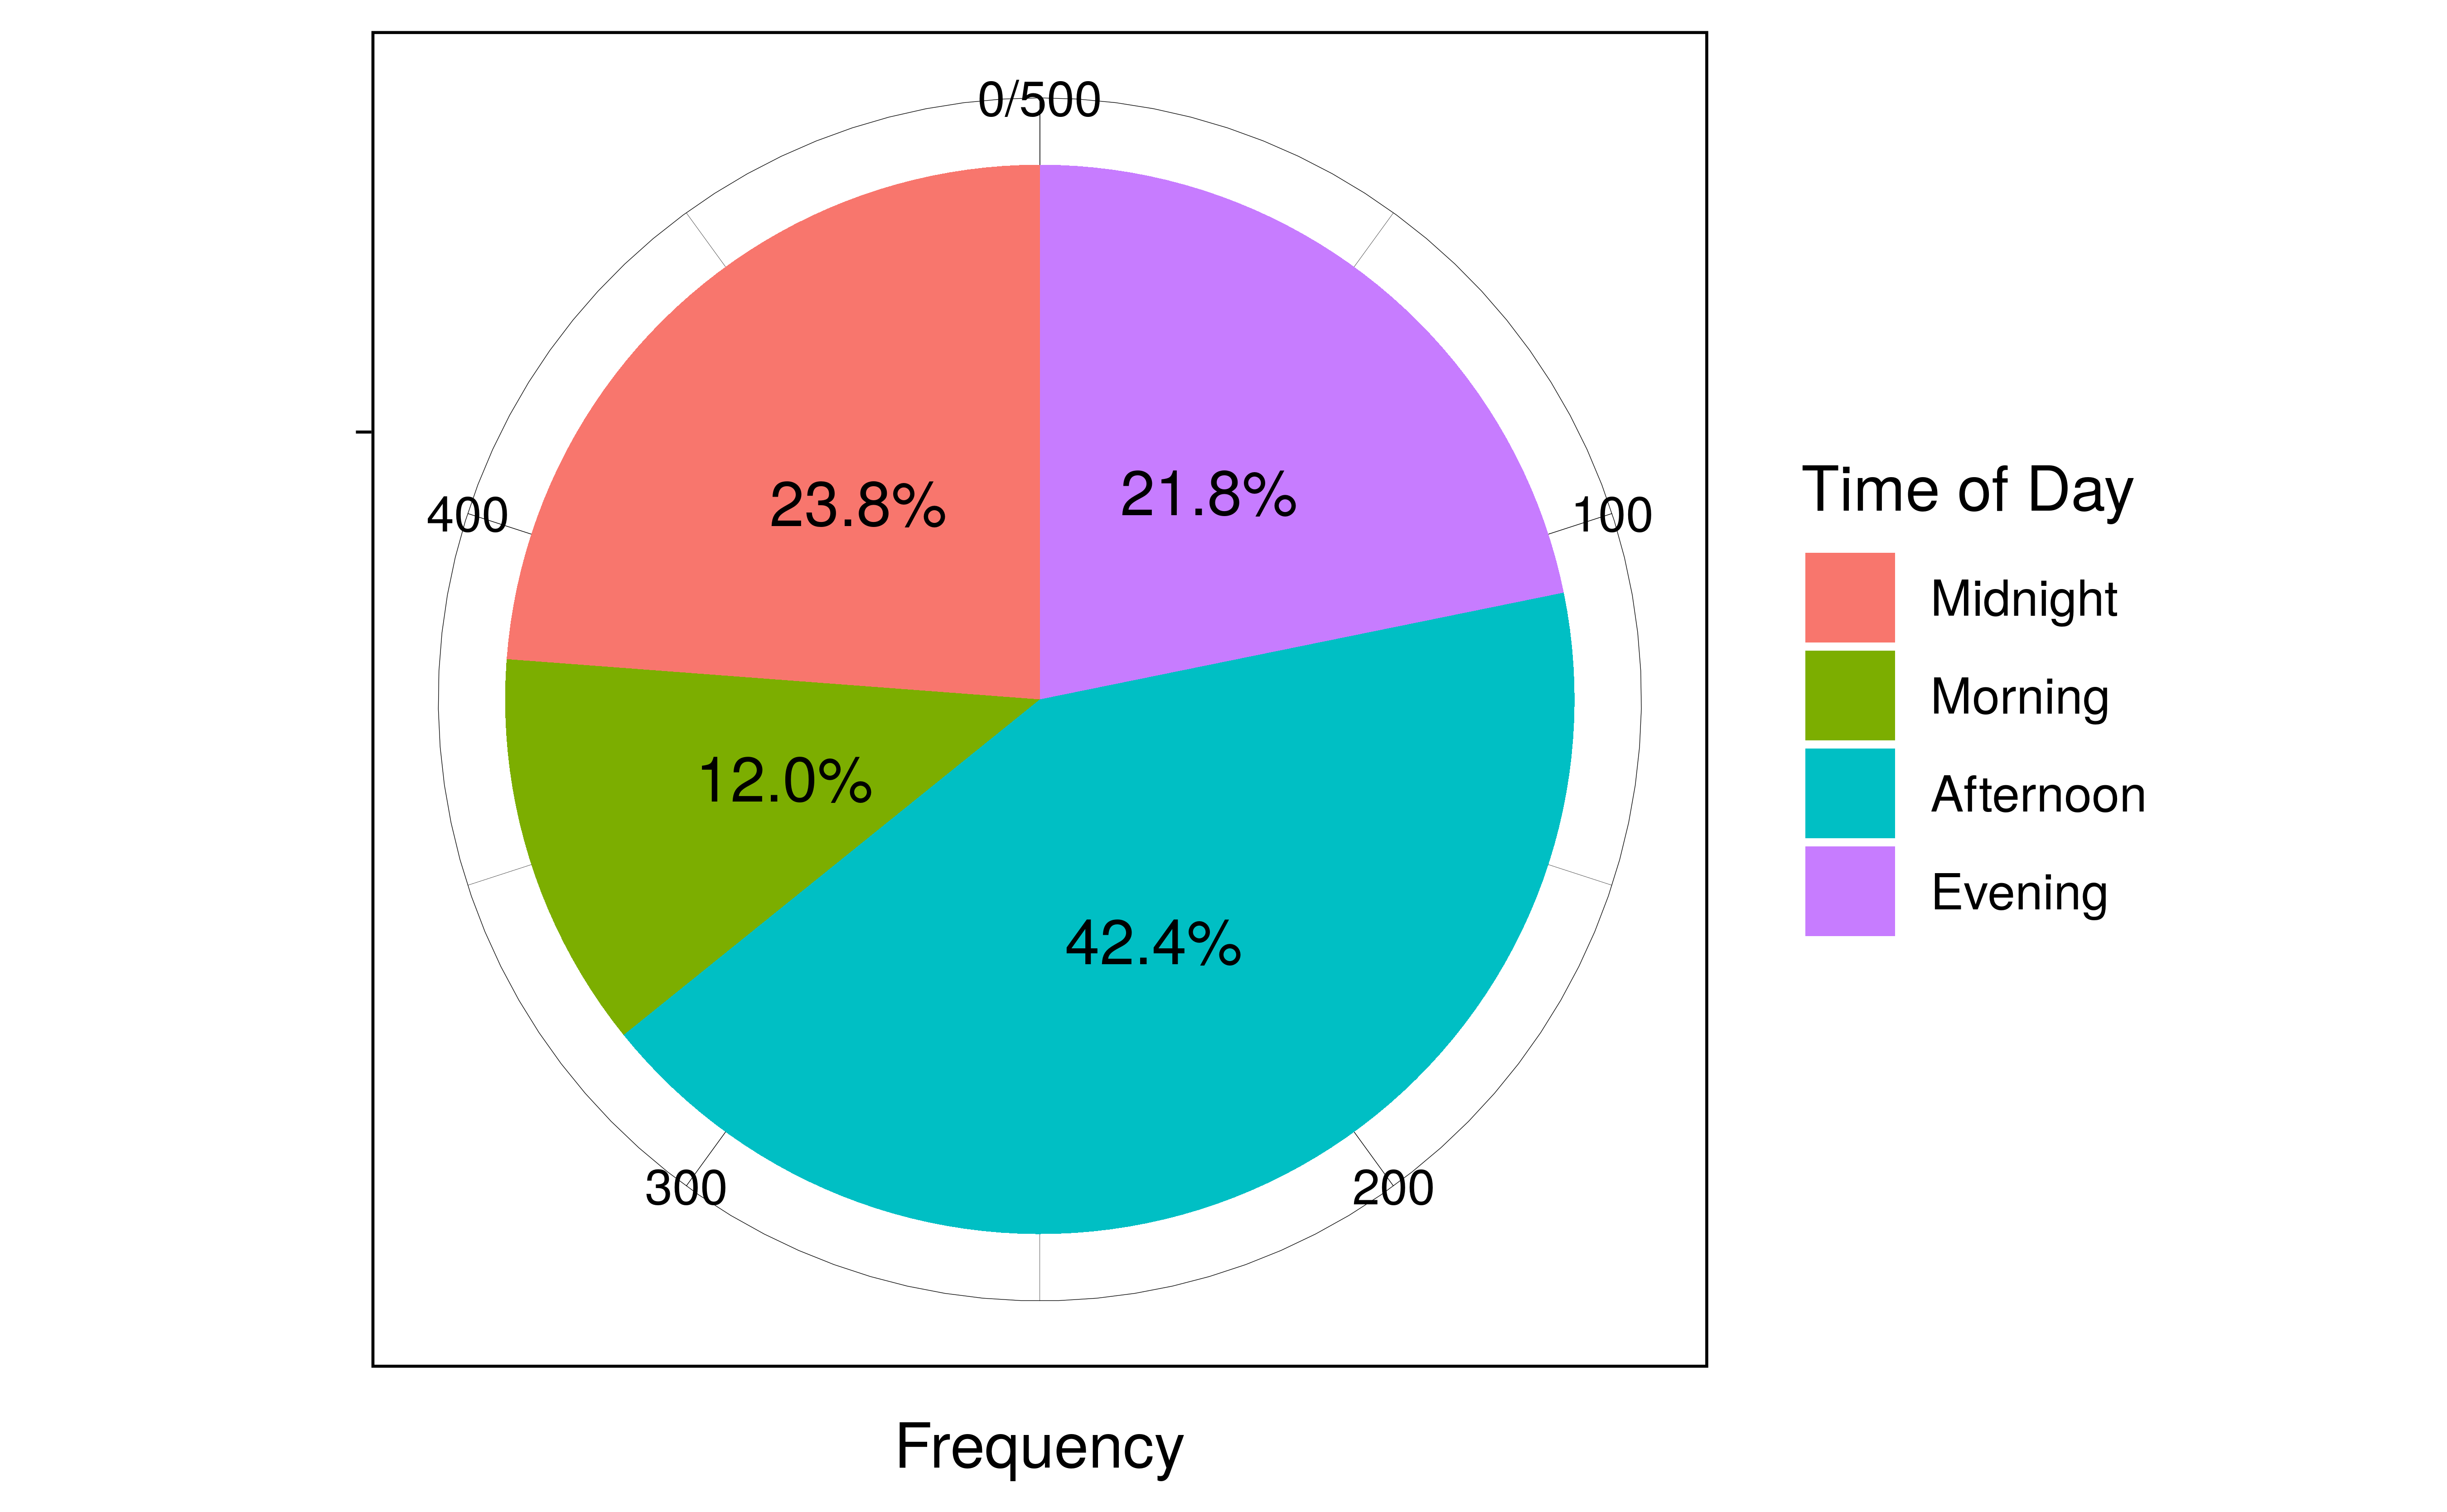 0/500
23.8%
21.8%
400
100
12.0%
42.4%
300
200
Frequency
Time of Day
Midnight
Morning
Afternoon
Evening